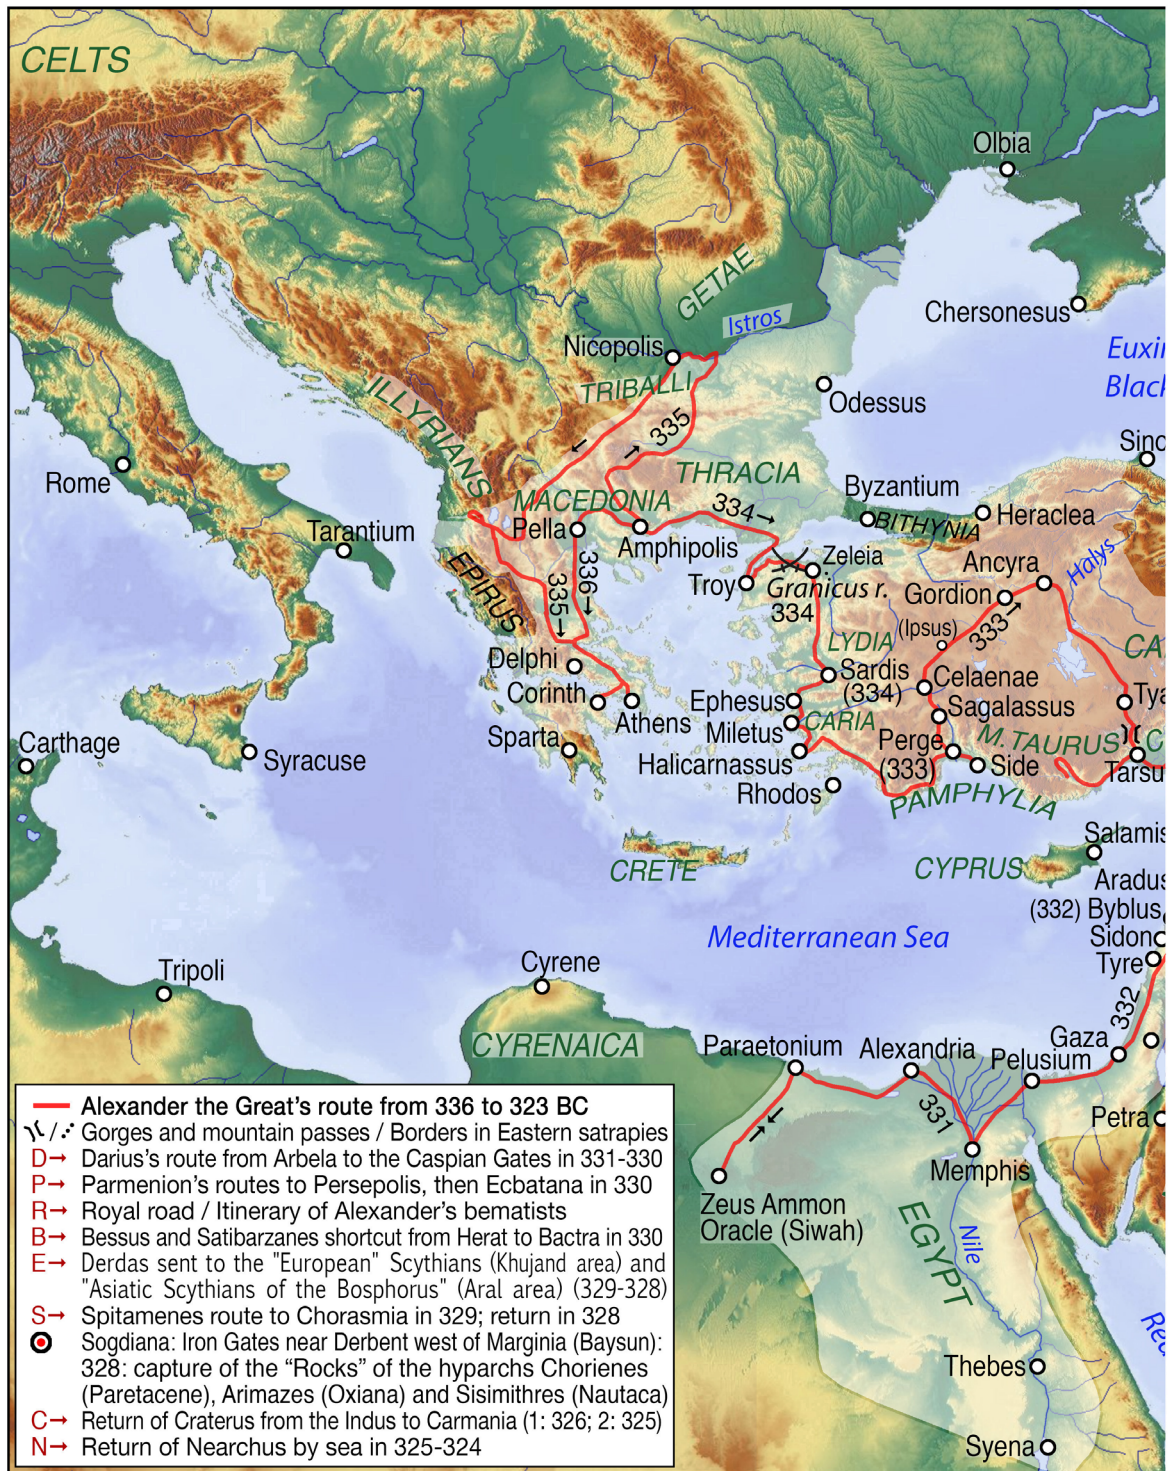 CELTS
Olbia
GETAE
Chersonesus
Istros
Nicopolis
TRIBALLI
Euxi
Black
ILLYRIANS
335
Odessus
Sino
Rome
THRACIA
MACEDONIA
Byzantium
334
Heraclea
BITHYNIA
Tarantium
Pella
Amphipolis
Zeleia
Ancyra
Halys
EPIRUS
336
335
Troy
Granicus r.
334
Gordion
(Ipsus)
333
LYDIA
CA
Delphi
Sardis
(334)
Celaenae
Corinth
Athens
Ephesus
Tya
Sagalassus
Miletus
CARIA
Sparta
Perge
(333)
M.TAURUS
C
Carthage
Syracuse
Halicarnassus
Side
Tarsu
Rhodos
PAMPHYLIA
Salamis
CRETE
CYPRUS
Aradus
(332) Byblus
Mediterranean Sea
Sidon
Tyre
Tripoli
Cyrene
332
CYRENAICA
Paraetonium
Alexandria
Gaza
Pelusium
331
Petra
Memphis
Zeus Ammon
Oracle (Siwah)
EGYPT
Nile
Red
Thebes
Syena
Alexander the Great's route from 336 to 323 BC
/ Gorges and mountain passes / Borders in Eastern satrapies
D→ Darius's route from Arbela to the Caspian Gates in 331-330
P→ Parmenion's routes to Persepolis, then Ecbatana in 330
R→ Royal road / Itinerary of Alexander's bematists
B→ Bessus and Satibarzanes shortcut from Herat to Bactra in 330
E→ Derdas sent to the "European" Scythians (Khujand area) and
"Asiatic Scythians of the Bosphorus" (Aral area) (329-328)
S→ Spitamenes route to Chorasmia in 329; return in 328
Sogdiana: Iron Gates near Derbent west of Marginia (Baysun):
328: capture of the “Rocks” of the hyparchs Chorienes
(Paretacene), Arimazes (Oxiana) and Sisimithres (Nautaca)
C→ Return of Craterus from the Indus to Carmania (1: 326; 2: 325)
N→ Return of Nearchus by sea in 325-324